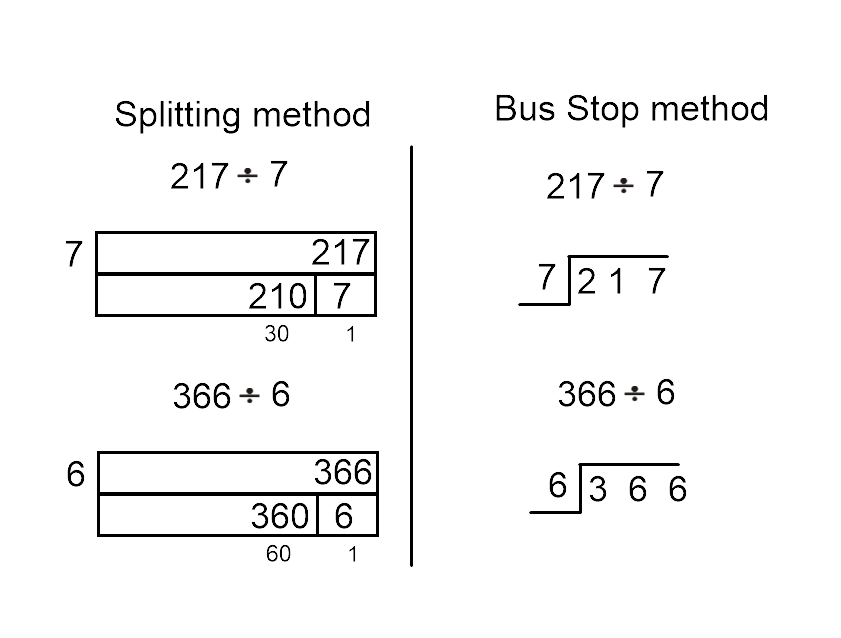 Splitting method
217 ÷ 7
7 217
210 7
30 1
366 ÷ 6
6 366
360 6
60 1
Bus Stop method
217 ÷ 7
7 2 1 7
366 ÷ 6
6 3 6 6